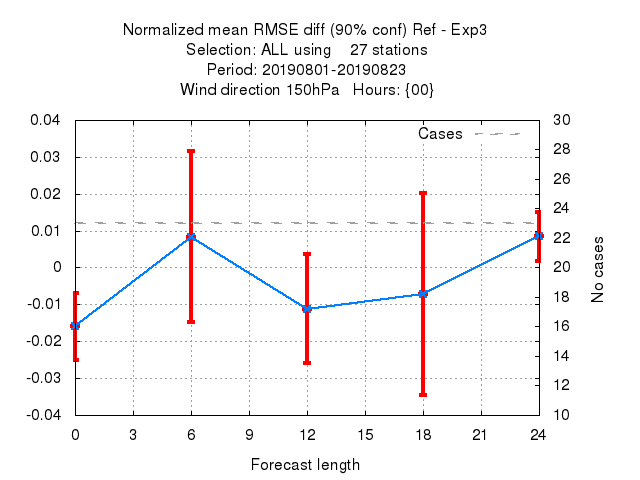 Normalized mean RMSE diff (90% conf) Ref - Exp3
Selection: ALL using    27 stations
Period: 20190801-20190823
Wind direction 150hPa   Hours: {00}
Cases
0.04
0.03
0.02
0.01
0
-0.01
-0.02
-0.03
-0.04
30
28
26
24
22
20
18
16
14
12
10
No cases
0 3 6 9 12 15 18 21 24
Forecast length